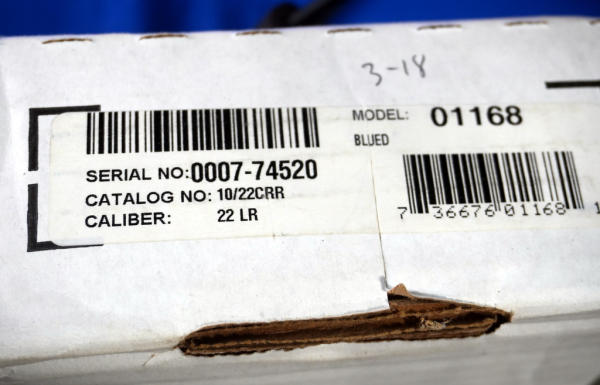 3-18
MODEL: 01168
BLUED
SERIAL NO: 0007-74520
CATALOG NO: 10/22CRR
CALIBER: 22 LR
7 36676 01168 1